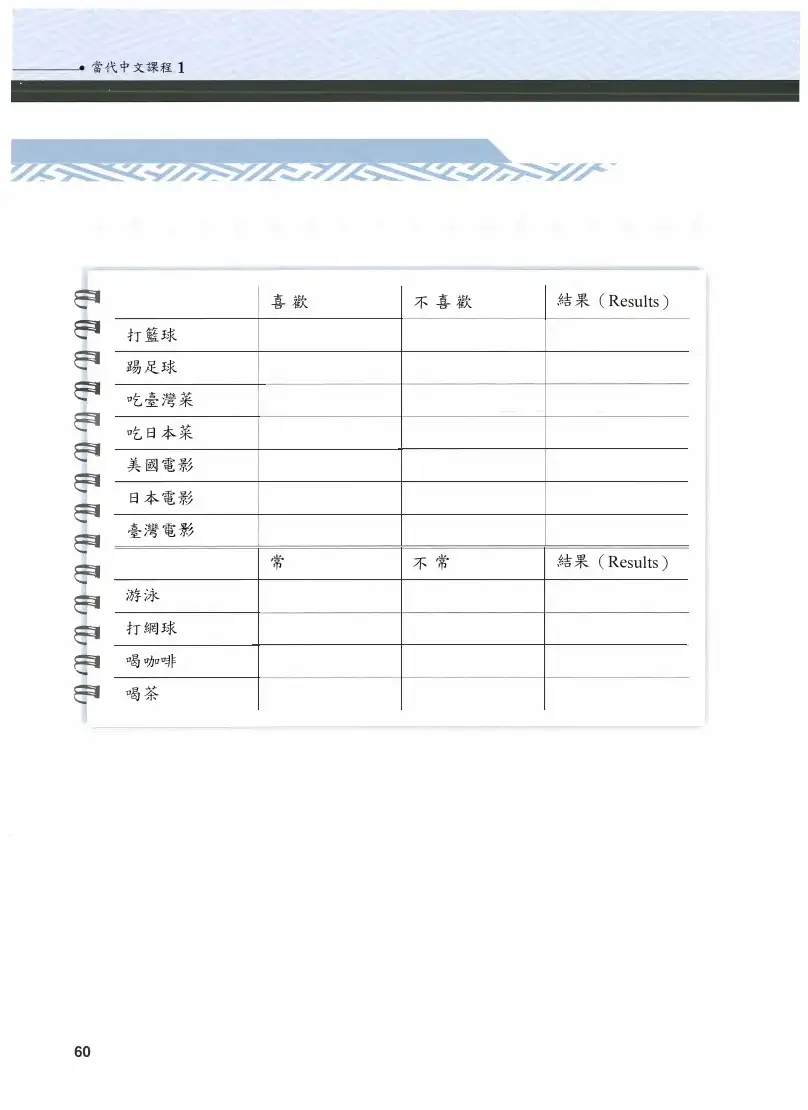 當代中文課程 1
喜歡 不喜歡 結果（Results）
打籃球
踢足球
吃臺灣菜
吃日本菜
美國電影
日本電影
臺灣電影
常 不常 結果（Results）
游泳
打網球
喝咖啡
喝茶
60